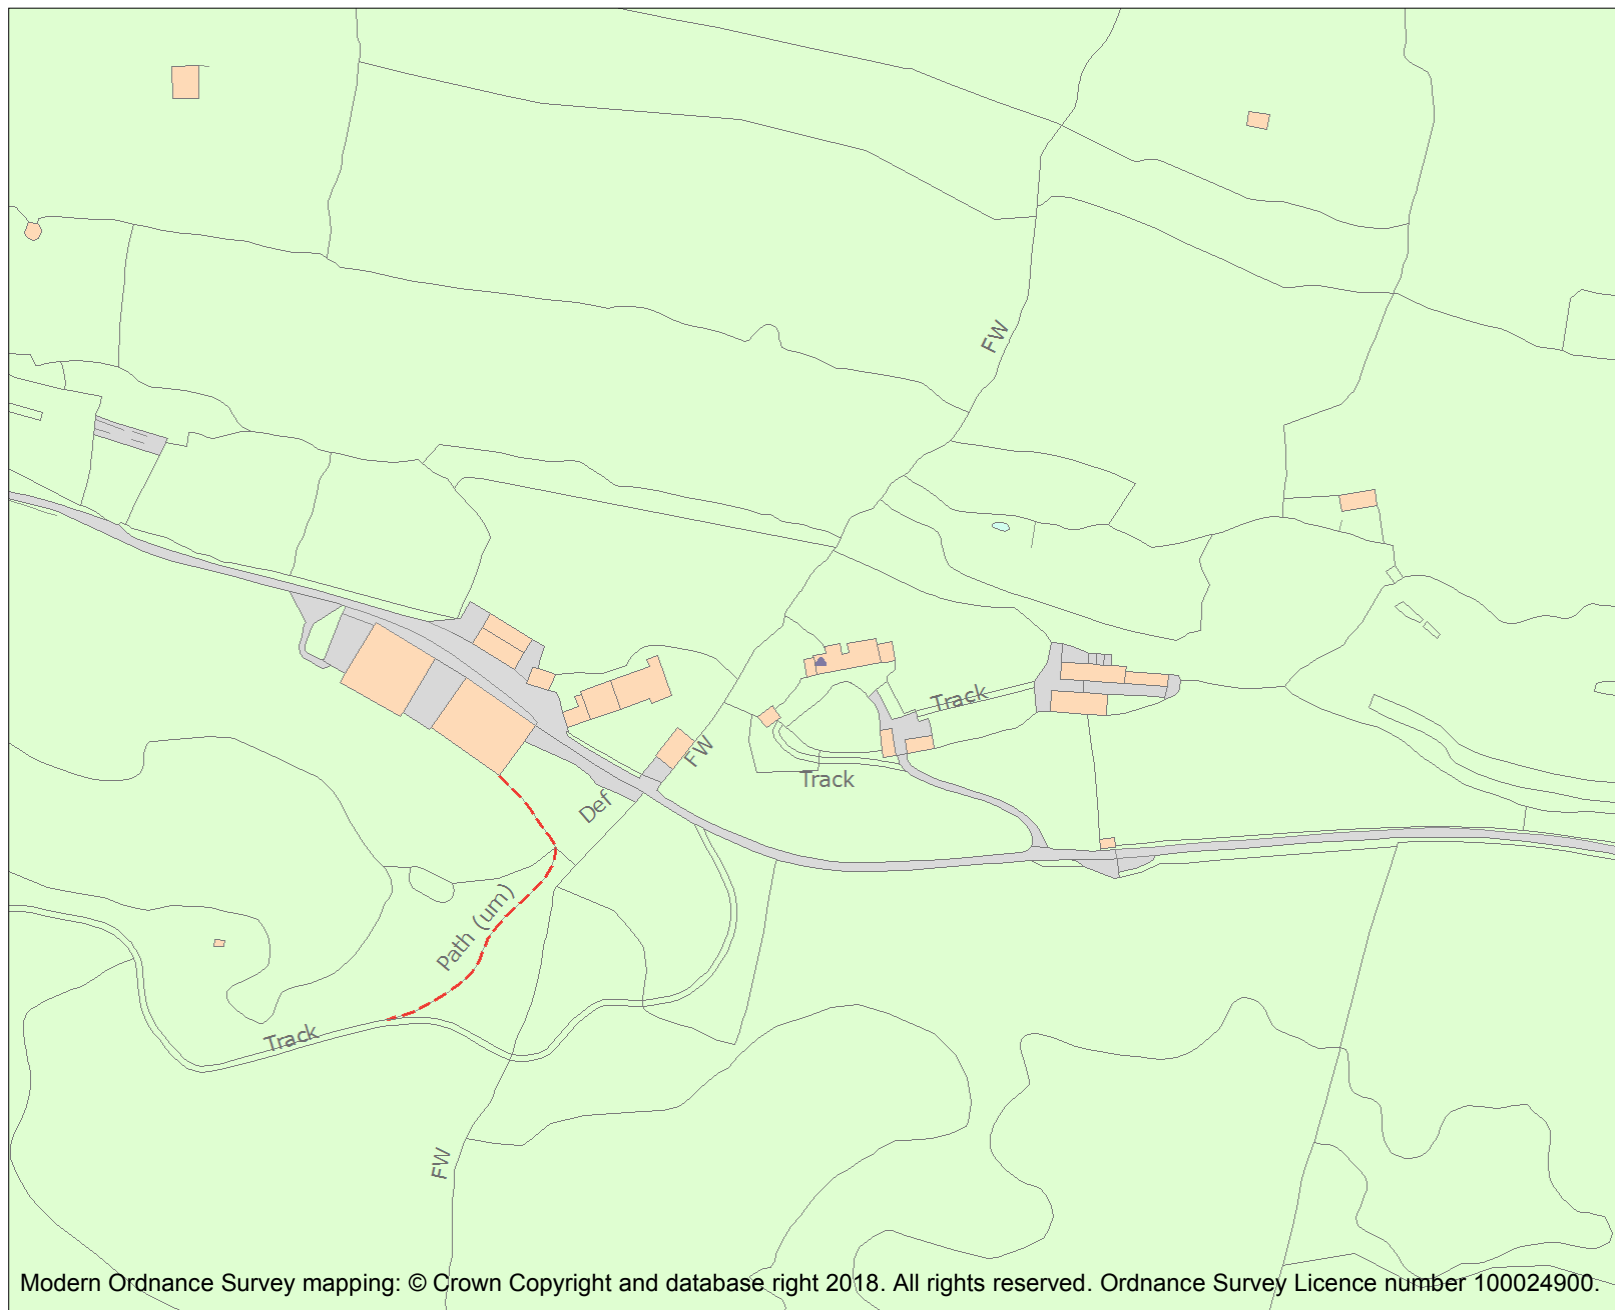 FW
Track
FW
Track
Def
Path (um)
Track
FW
Modern Ordnance Survey mapping: © Crown Copyright and database right 2018. All rights reserved. Ordnance Survey Licence number 100024900.